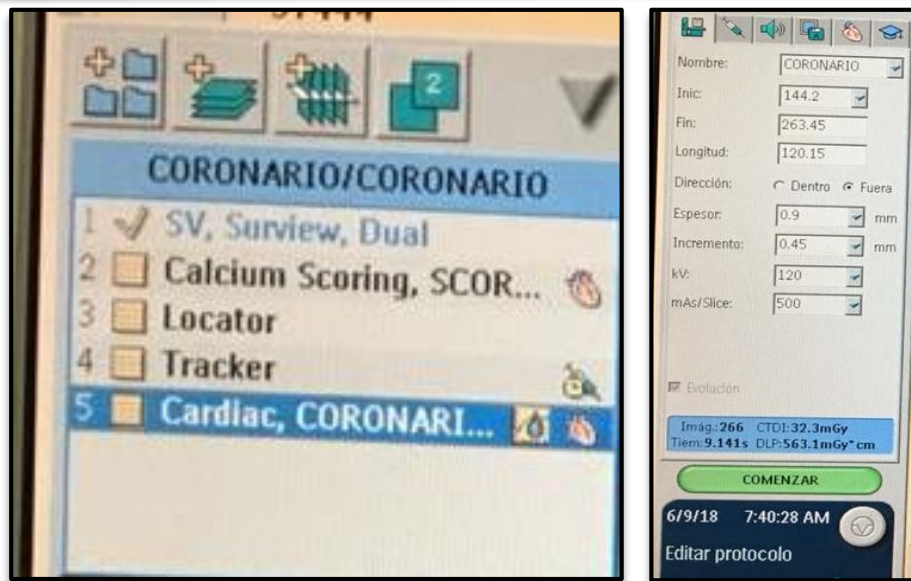 2
CORONARIO/CORONARIO
1 SV, Surview, Dual
2 Calcium Scoring, SCOR...
3 Locator
4 Tracker
5 Cardiac, CORONARI...
Nombre: CORONARIO
Inic: 144.2
Fin: 263.45
Longitud: 120.15
Dirección: Dentro Fuera
Espesor: 0.9 mm
Incremento: 0.45 mm
kV: 120
mAs/Slice: 500
Evolución
Imág.:266 CTDI:32.3mGy
Tiem:9.141s DLP:563.1mGy*cm
COMENZAR
6/9/18 7:40:28 AM
Editar protocolo